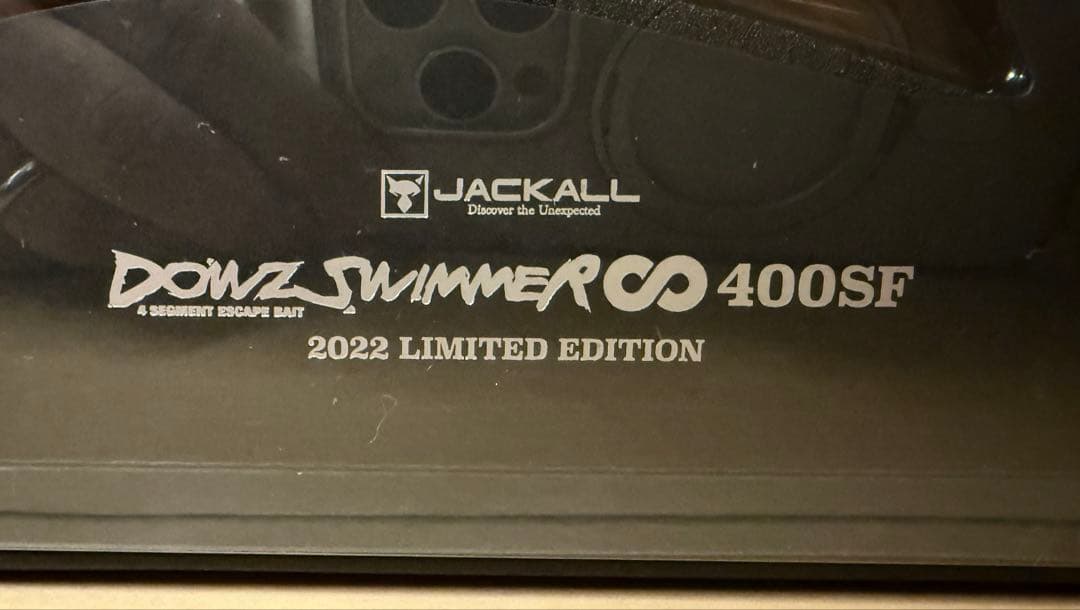 JACKALL
Discover the Unexpected
DOWZ SWIMMER∞ 400SF
4 SEGMENT ESCAPE BAIT
2022 LIMITED EDITION